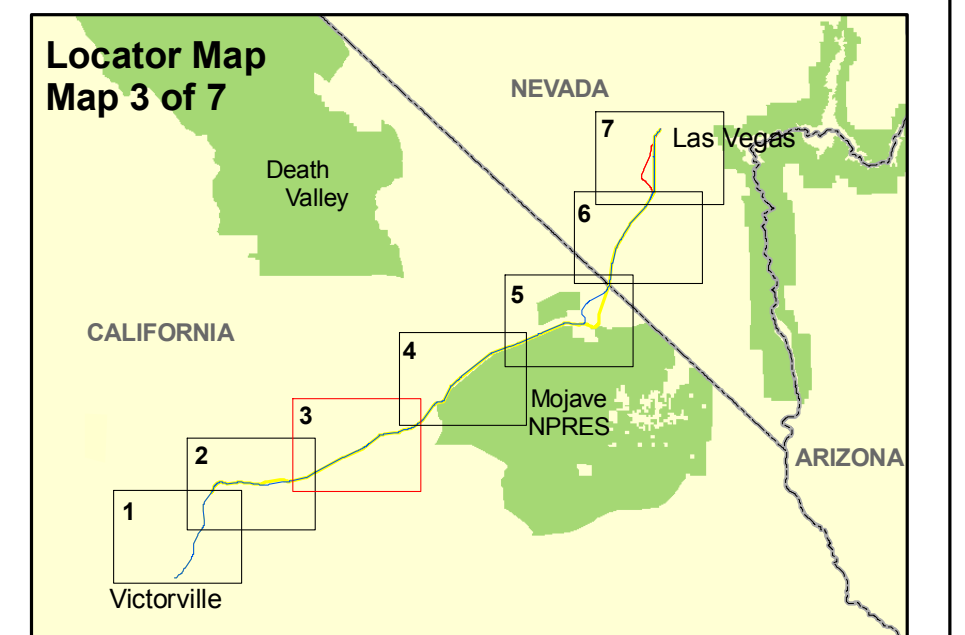 Locator Map
Map 3 of 7
NEVADA
7
Las Vegas
Death
Valley
6
5
CALIFORNIA
4
Mojave
NPRES
3
ARIZONA
2
1
Victorville